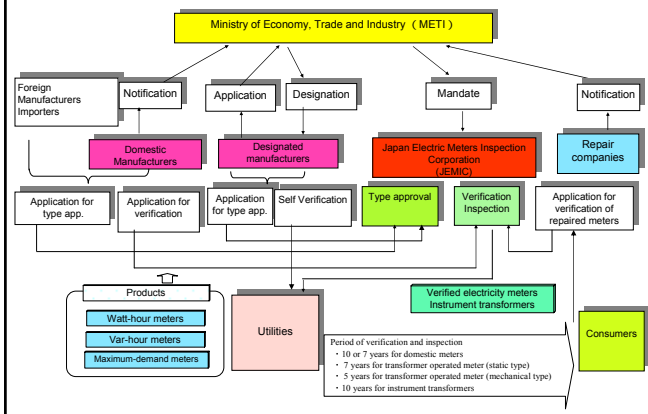 Ministry of Economy, Trade and Industry ( METI )
Foreign
Manufacturers
Importers
Notification
Application
Designation
Mandate
Notification
Domestic
Manufacturers
Designated
manufacturers
Japan Electric Meters Inspection
Corporation
(JEMIC)
Repair
companies
Application for
type app.
Application for
verification
Application
for type app.
Self Verification
Type approval
Verification
Inspection
Application for
verification of
repaired meters
Products
Watt-hour meters
Var-hour meters
Maximum-demand meters
Utilities
Verified electricity meters
Instrument transformers
Period of verification and inspection
・10 or 7 years for domestic meters
・7 years for transformer operated meter (static type)
・5 years for transformer operated meter (mechanical type)
・10 years for instrument transformers
Consumers